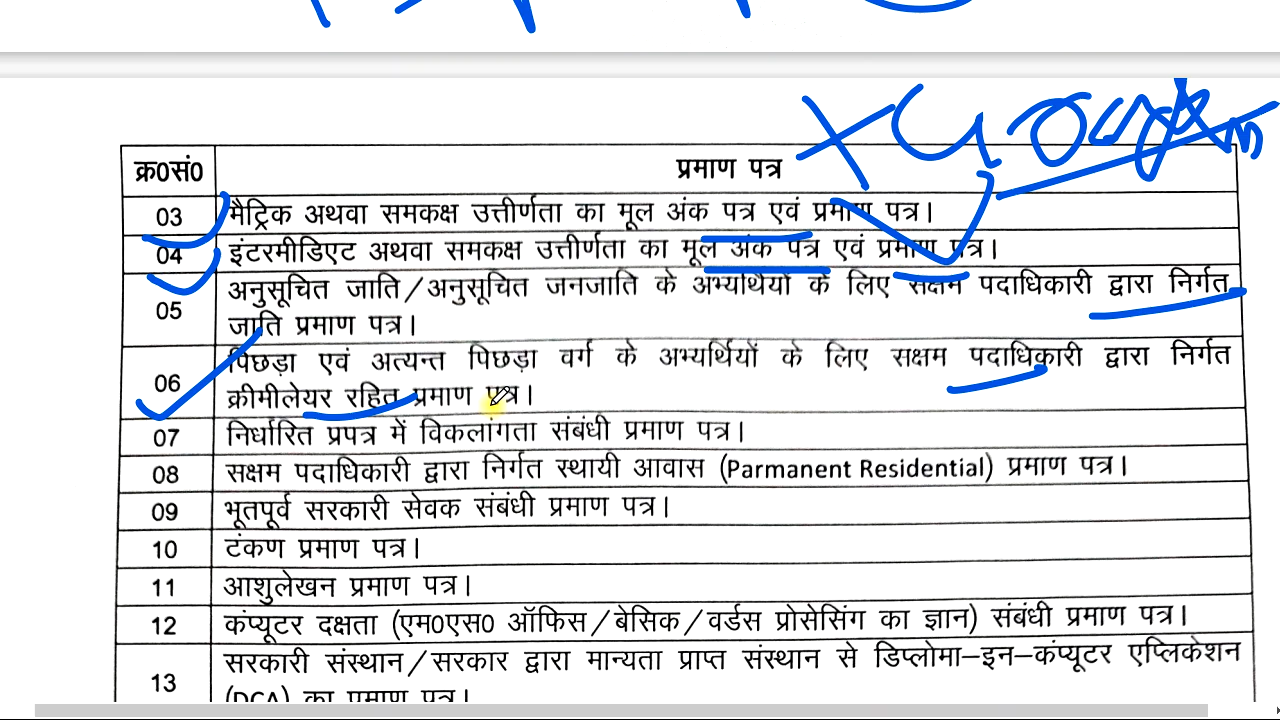 क्र0सं0 प्रमाण पत्र
03 मैट्रिक अथवा समकक्ष उत्तीर्णता का मूल अंक पत्र एवं प्रमाण पत्र।
04 इंटरमीडिएट अथवा समकक्ष उत्तीर्णता का मूल अंक पत्र एवं प्रमाण पत्र।
05 अनुसूचित जाति/अनुसूचित जनजाति के अभ्यर्थियों के लिए सक्षम पदाधिकारी द्वारा निर्गत
जाति प्रमाण पत्र।
06 पिछड़ा एवं अत्यन्त पिछड़ा वर्ग के अभ्यर्थियों के लिए सक्षम पदाधिकारी द्वारा निर्गत
क्रीमीलेयर रहित प्रमाण पत्र।
07 निर्धारित प्रपत्र में विकलांगता संबंधी प्रमाण पत्र।
08 सक्षम पदाधिकारी द्वारा निर्गत स्थायी आवास (Parmanent Residential) प्रमाण पत्र।
09 भूतपूर्व सरकारी सेवक संबंधी प्रमाण पत्र।
10 टंकण प्रमाण पत्र।
11 आशुलेखन प्रमाण पत्र।
12 कंप्यूटर दक्षता (एम0एस0 ऑफिस/बेसिक/वर्डस प्रोसेसिंग का ज्ञान) संबंधी प्रमाण पत्र।
13 सरकारी संस्थान/सरकार द्वारा मान्यता प्राप्त संस्थान से डिप्लोमा-इन-कंप्यूटर एप्लिकेशन
(DCA) का प्रमाण पत्र।